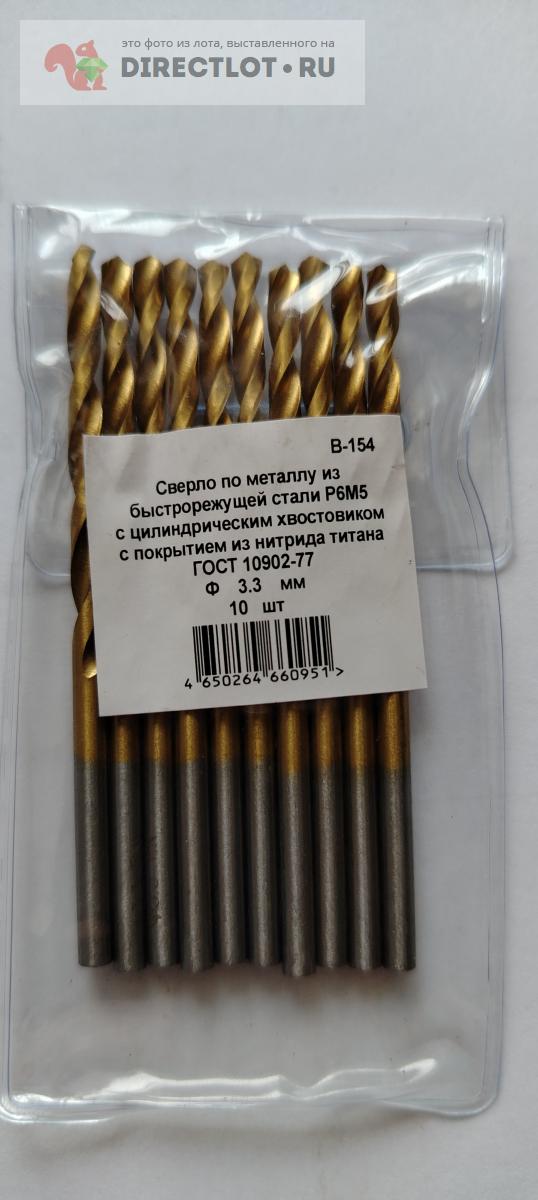 это фото из лота, выставленного на
DIRECTLOT•RU
В-154
Сверло по металлу из
быстрорежущей стали Р6М5
с цилиндрическим хвостовиком
с покрытием из нитрида титана
ГОСТ 10902-77
Ф 3.3 мм
10 шт
4 650264 660951 >